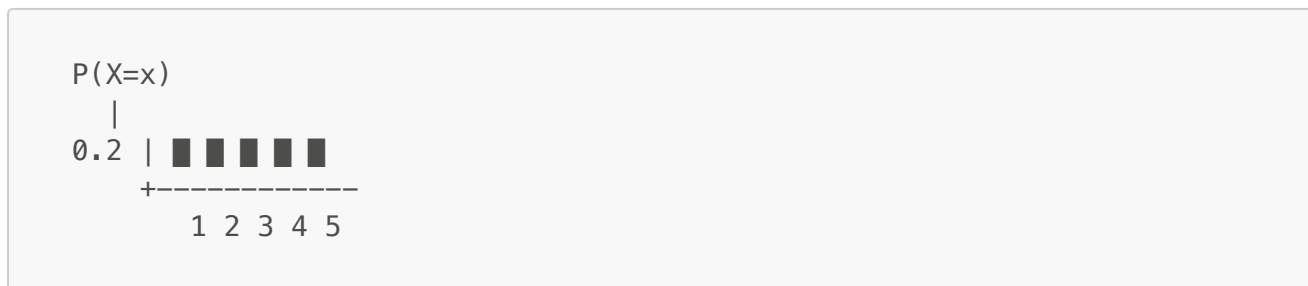 P(X=x)
|
0.2 | █ █ █ █ █
+------------
1 2 3 4 5